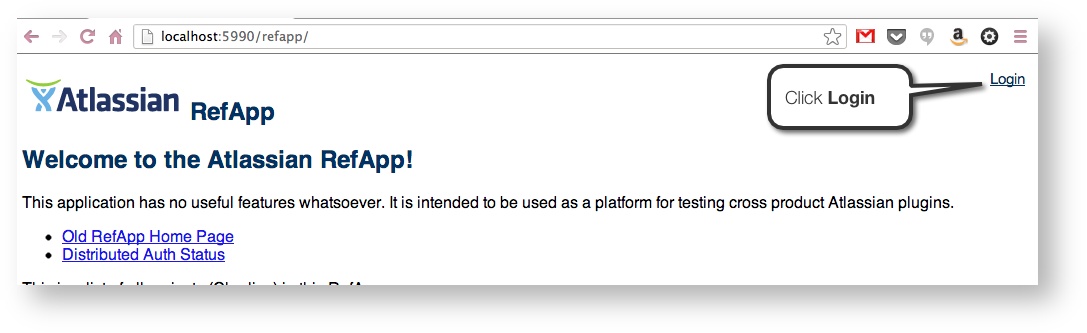 localhost:5990/refapp/
Login
Click Login
Atlassian RefApp
Welcome to the Atlassian RefApp!
This application has no useful features whatsoever. It is intended to be used as a platform for testing cross product Atlassian plugins.
Old RefApp Home Page
Distributed Auth Status